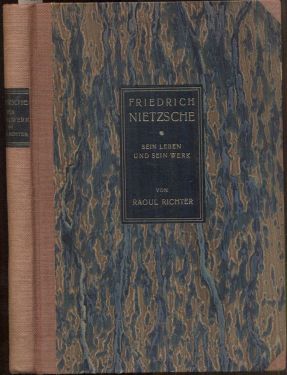 FRIEDRICH
NIETZSCHE
SEIN LEBEN
UND SEIN WERK
VON
RAOUL RICHTER